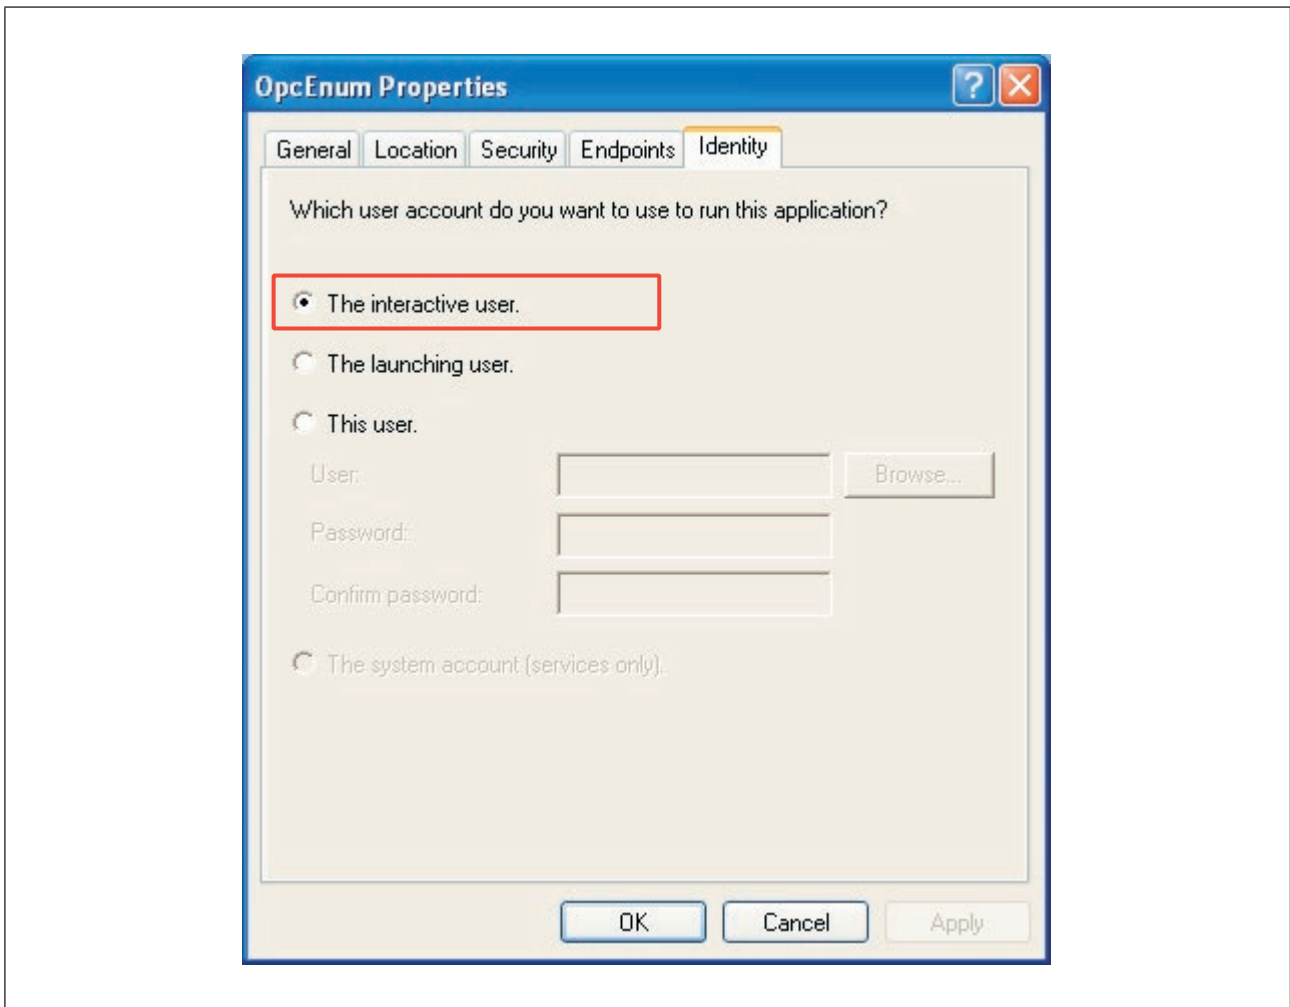 OpcEnum Properties
General Location Security Endpoints Identity
Which user account do you want to use to run this application?
The interactive user.
The launching user.
This user.
User: Browse...
Password:
Confirm password:
The system account (services only).
OK Cancel Apply